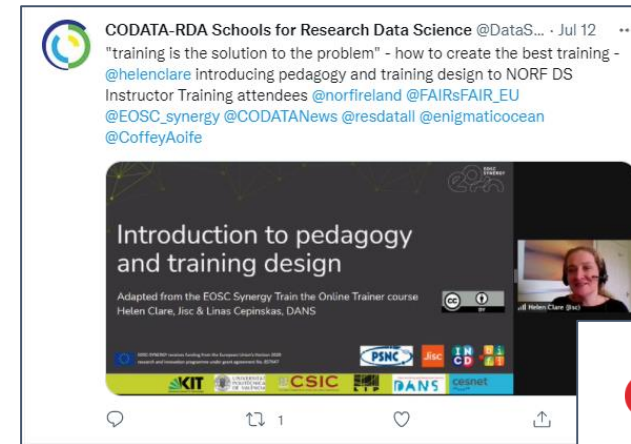 CODATA-RDA Schools for Research Data Science @DataS... · Jul 12
"training is the solution to the problem" - how to create the best training -
@helenclare introducing pedagogy and training design to NORF DS
Instructor Training attendees @norfireland @FAIRsFAIR_EU
@EOSC_synergy @CODATANews @resdatall @enigmaticocean
@CoffeyAoife
Introduction to pedagogy
and training design
Adapted from the EOSC Synergy Train the Online Trainer course
Helen Clare, Jisc & Linas Cepinskas, DANS
cc BY
Helen Clare (Jisc)
PSNC Jisc
KIT CSIC DANS cesnet
1